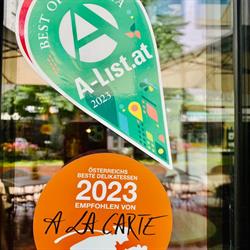 BEST OF
A
A-List.at
2023
ÖSTERREICHS
BESTE DELIKATESSEN
2023
EMPFOHLEN VON
A LA CARTE